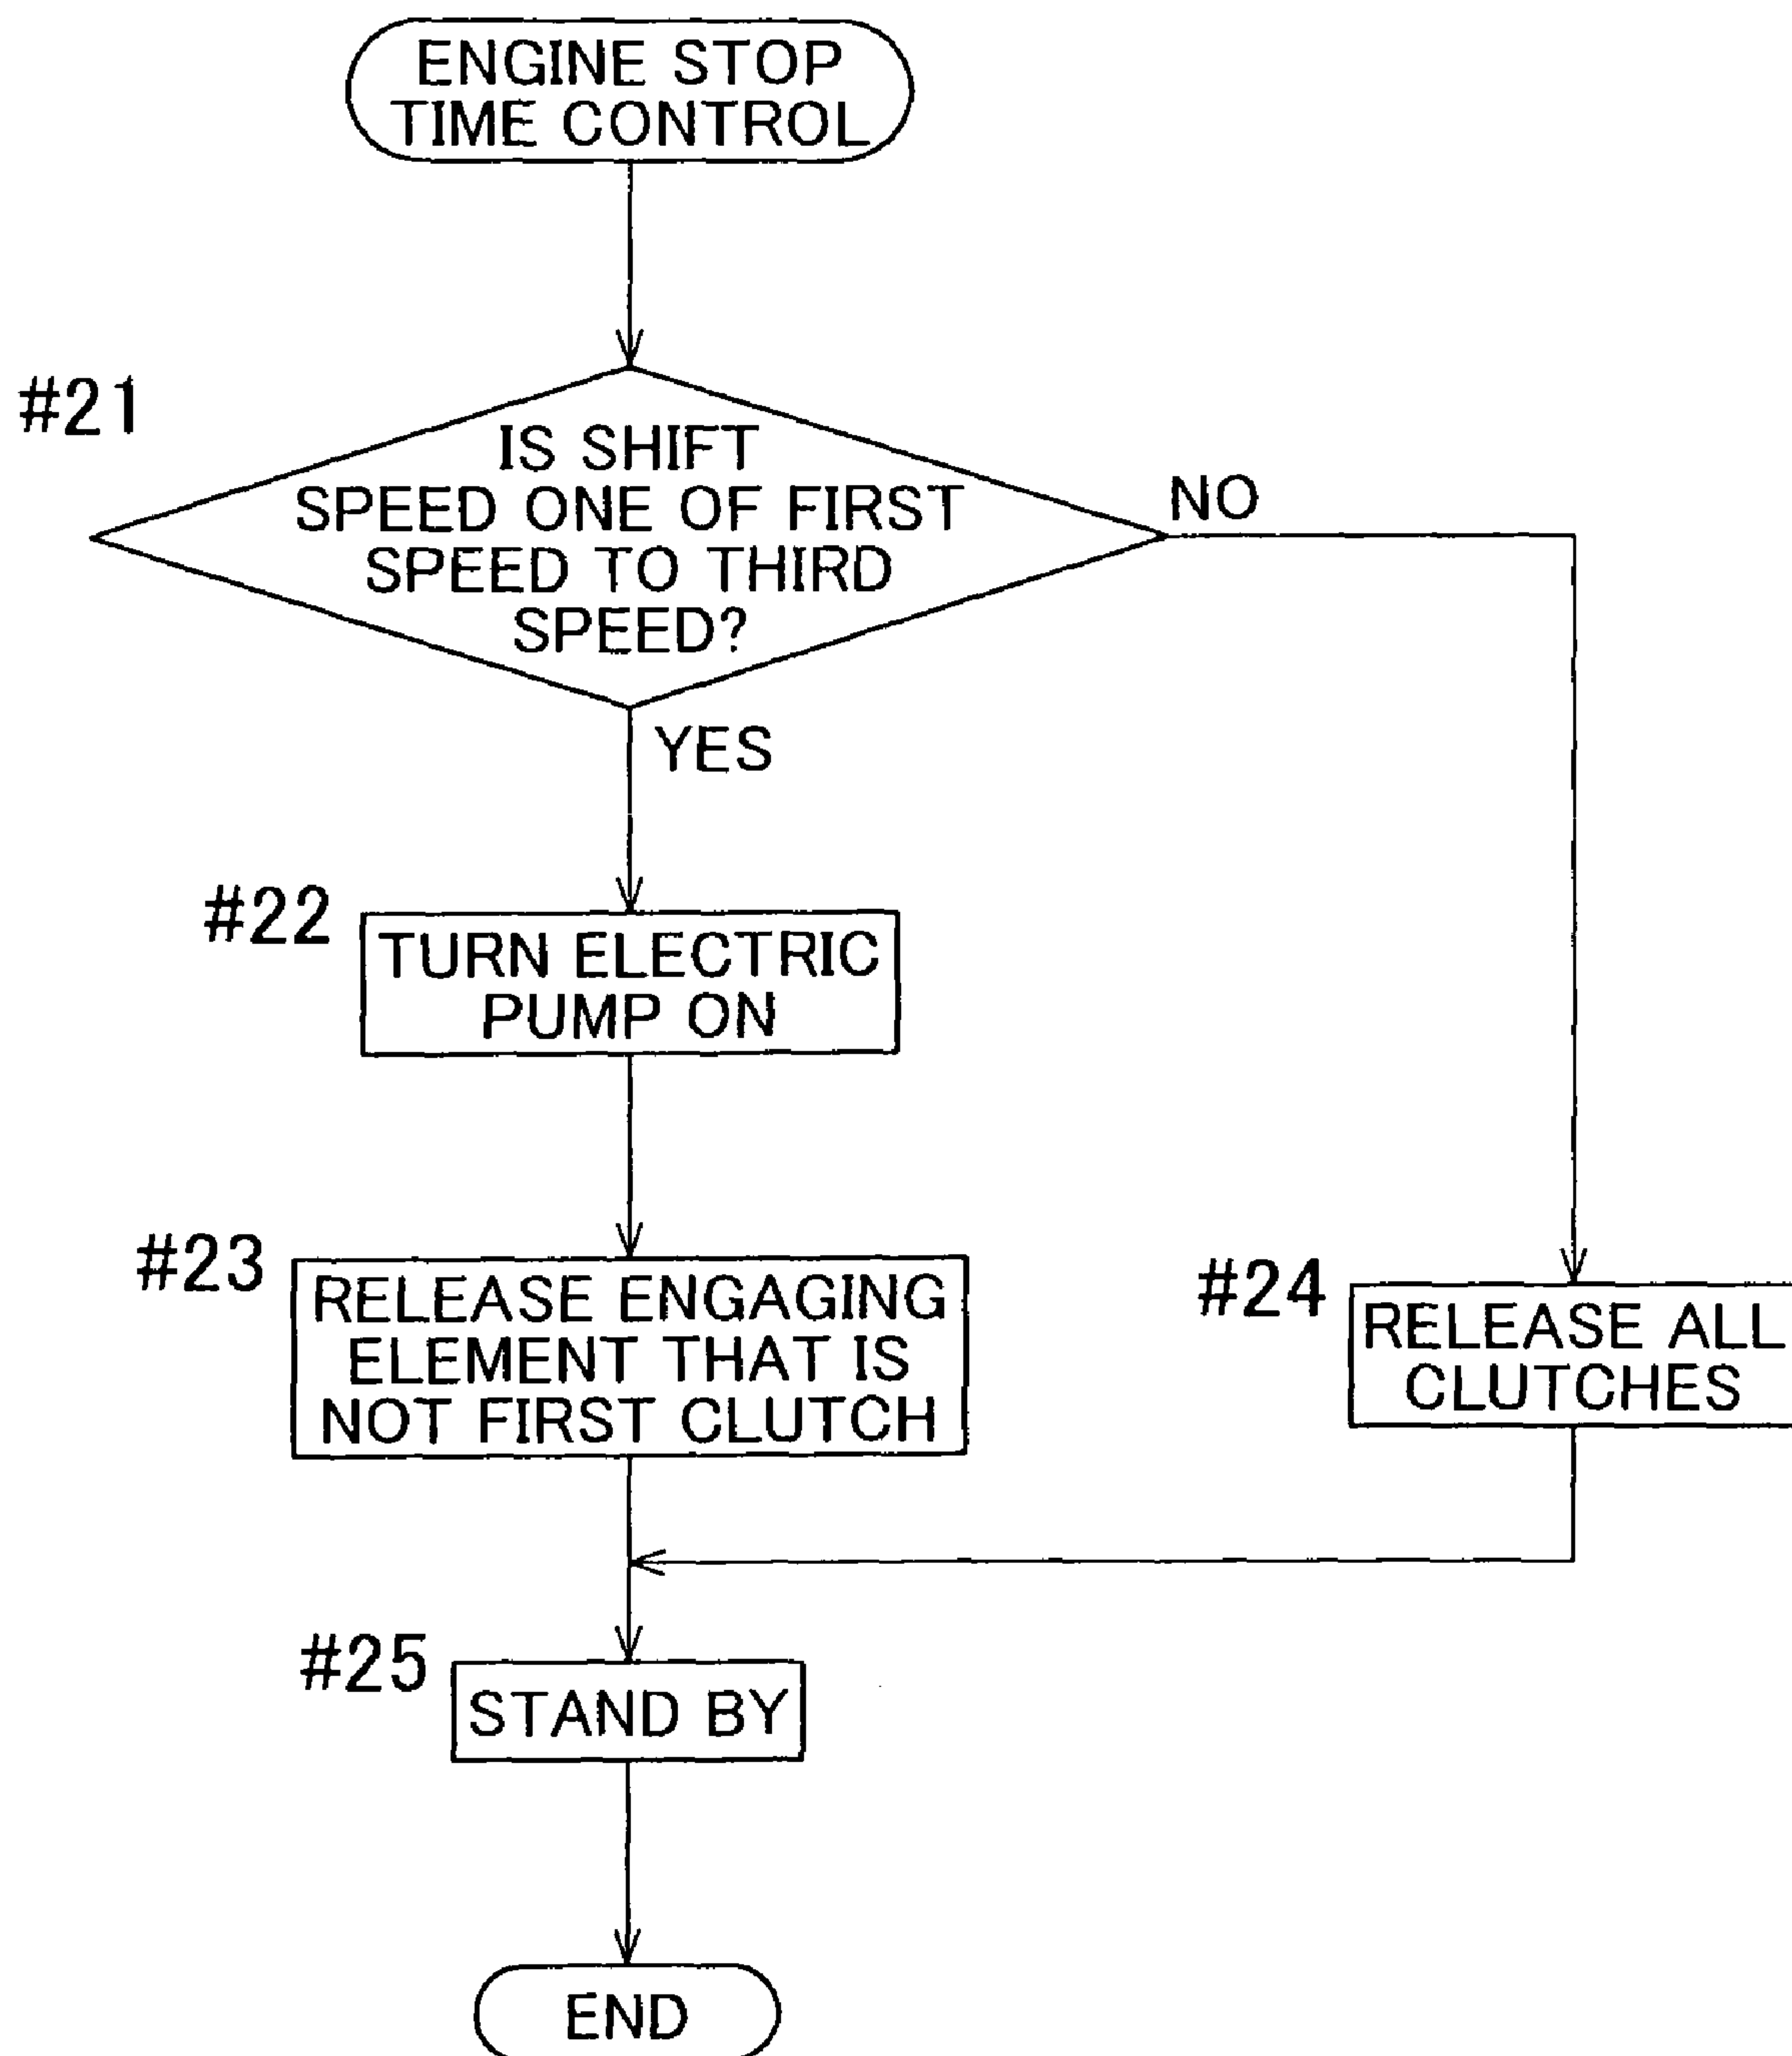 ENGINE STOP
TIME CONTROL
#21
IS SHIFT
SPEED ONE OF FIRST
SPEED TO THIRD
SPEED?
NO
YES
#22
TURN ELECTRIC
PUMP ON
#23
RELEASE ENGAGING
ELEMENT THAT IS
NOT FIRST CLUTCH
#24
RELEASE ALL
CLUTCHES
#25
STAND BY
END